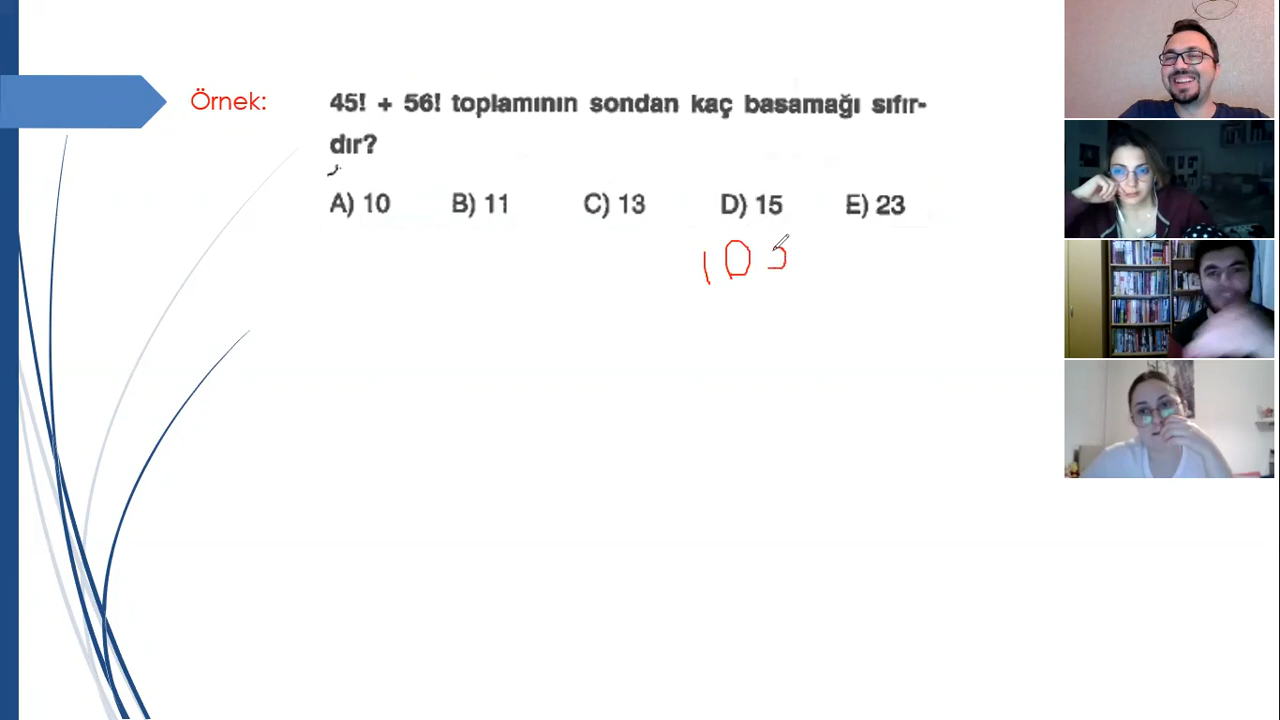 Örnek:
45! + 56! toplamının sondan kaç basamağı sıfır-
dır?
A) 10 B) 11 C) 13 D) 15 E) 23
10